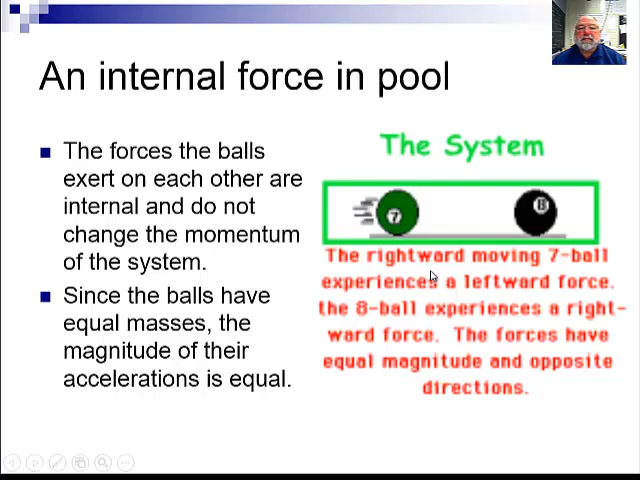 An internal force in pool
The forces the balls
exert on each other are
internal and do not
change the momentum
of the system.
Since the balls have
equal masses, the
magnitude of their
accelerations is equal.
The System
7
8
The rightward moving 7-ball
experiences a leftward force.
the 8-ball experiences a right-
ward force. The forces have
equal magnitude and opposite
directions.